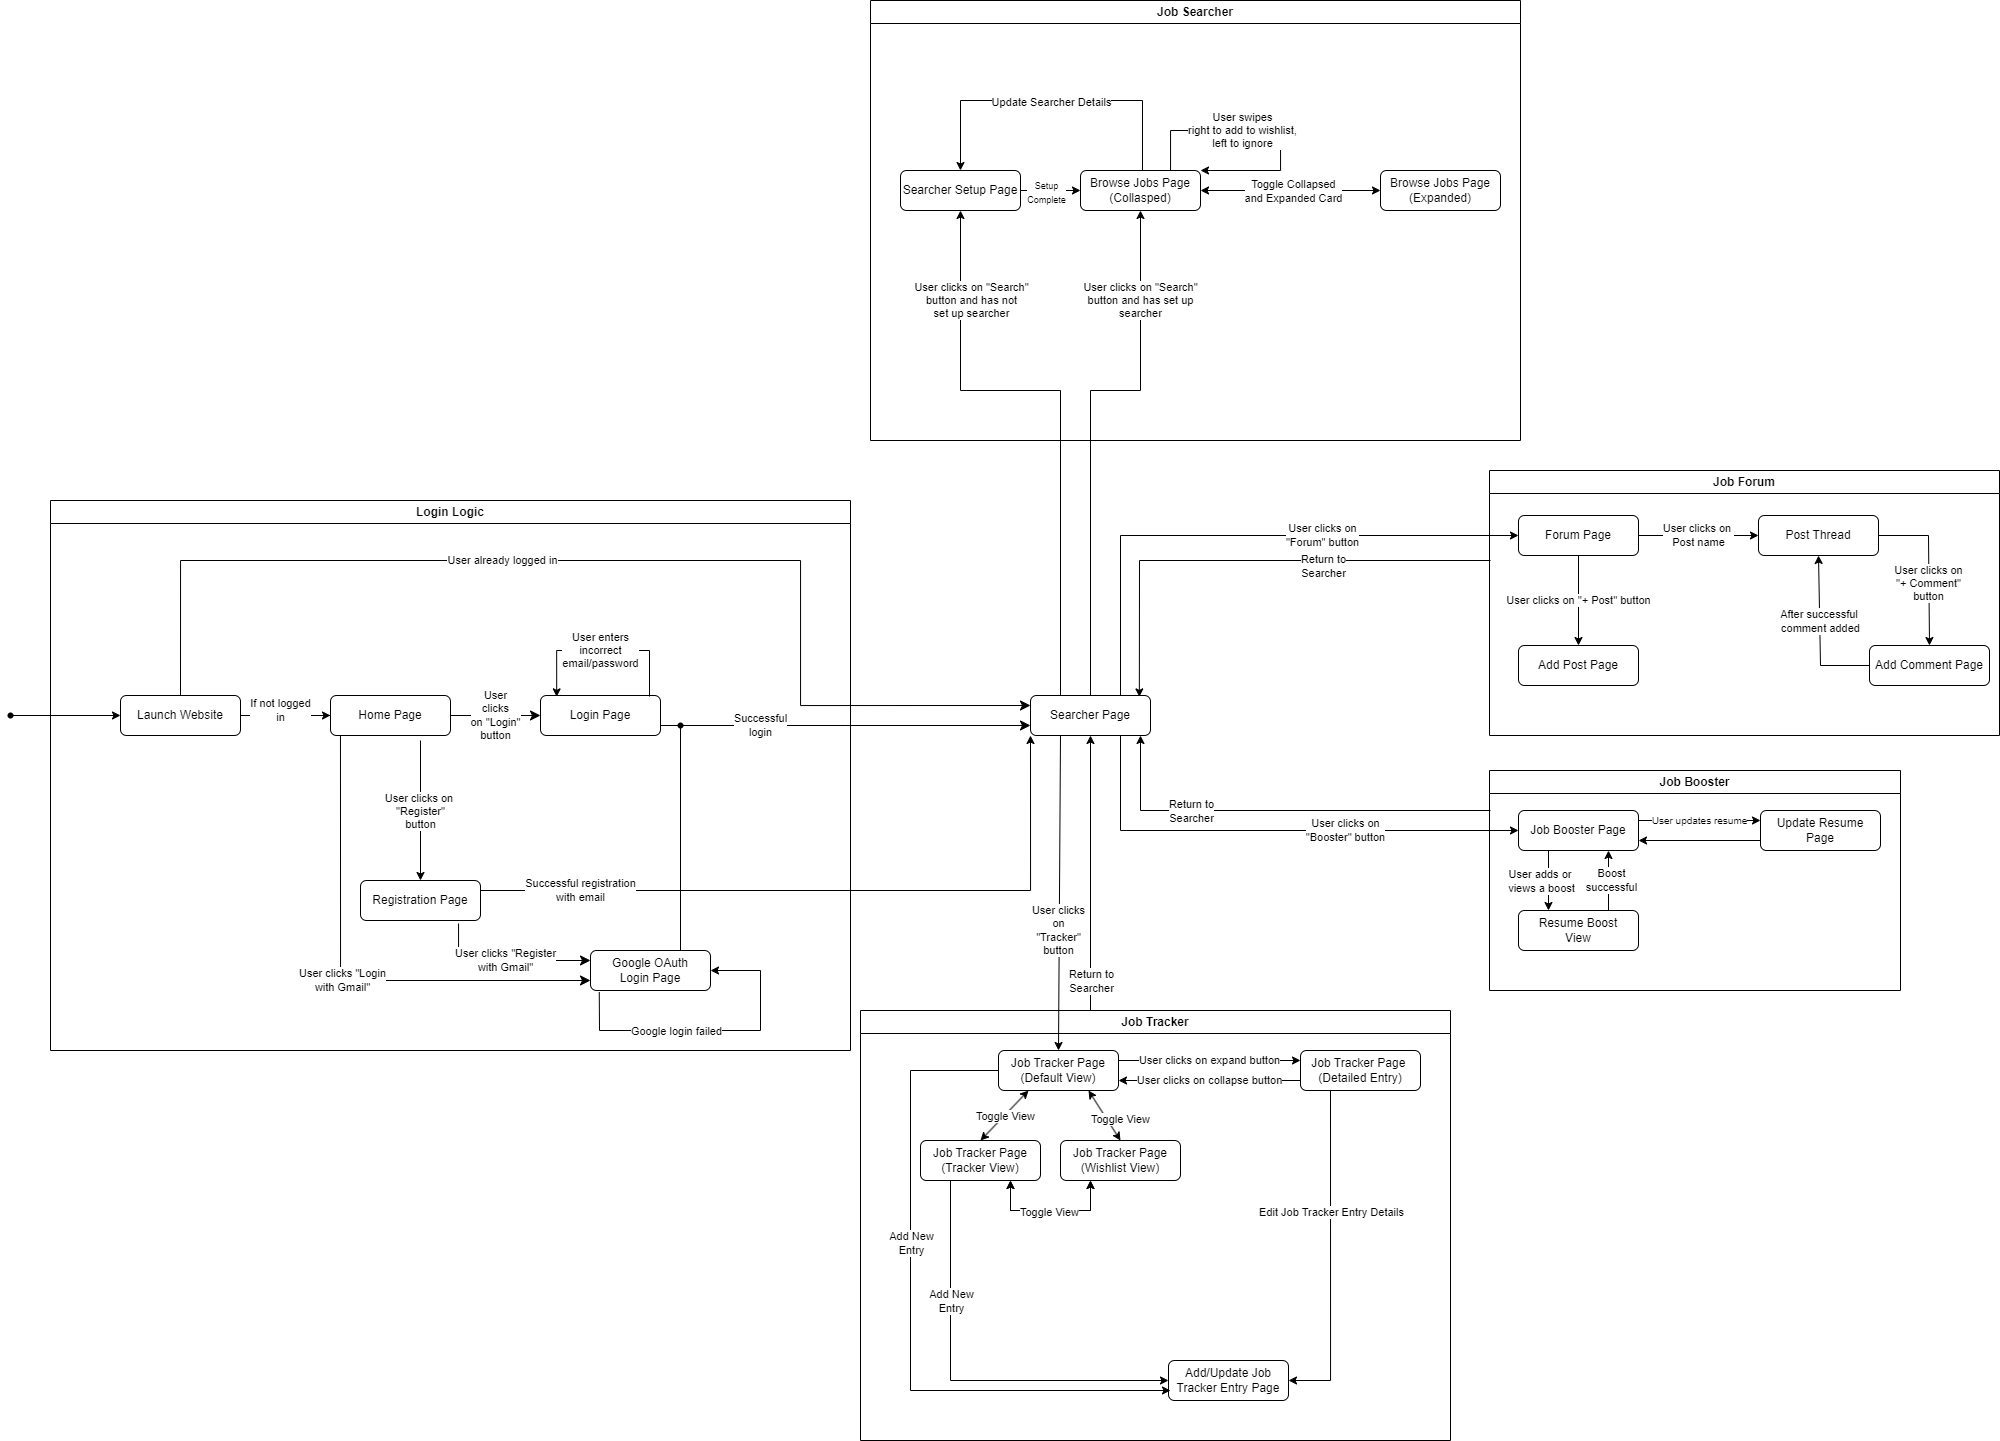 Job Searcher
Update Searcher Details
User swipes
right to add to wishlist,
left to ignore
Searcher Setup Page
Setup
Complete
Browse Jobs Page
(Collasped)
Toggle Collapsed
and Expanded Card
Browse Jobs Page
(Expanded)
User clicks on "Search"
button and has not
set up searcher
User clicks on "Search"
button and has set up
searcher
Login Logic
User already logged in
User enters
incorrect
email/password
Launch Website
If not logged
in
Home Page
User
clicks
on "Login"
button
Login Page
Successful
login
User clicks on
"Register"
button
Registration Page
Successful registration
with email
User clicks "Register
with Gmail"
User clicks "Login
with Gmail"
Google OAuth
Login Page
Google login failed
Searcher Page
Job Forum
User clicks on
"Forum" button
Return to
Searcher
Forum Page
User clicks on
Post name
Post Thread
User clicks on "+ Post" button
User clicks on
"+ Comment"
button
After successful
comment added
Add Post Page
Add Comment Page
Job Booster
Return to
Searcher
User clicks on
"Booster" button
Job Booster Page
User updates resume
Update Resume
Page
User adds or
views a boost
Boost
successful
Resume Boost
View
User clicks
on
"Tracker"
button
Return to
Searcher
Job Tracker
Job Tracker Page
(Default View)
User clicks on expand button
User clicks on collapse button
Job Tracker Page
(Detailed Entry)
Toggle View
Toggle View
Job Tracker Page
(Tracker View)
Job Tracker Page
(Wishlist View)
Toggle View
Edit Job Tracker Entry Details
Add New
Entry
Add New
Entry
Add/Update Job
Tracker Entry Page